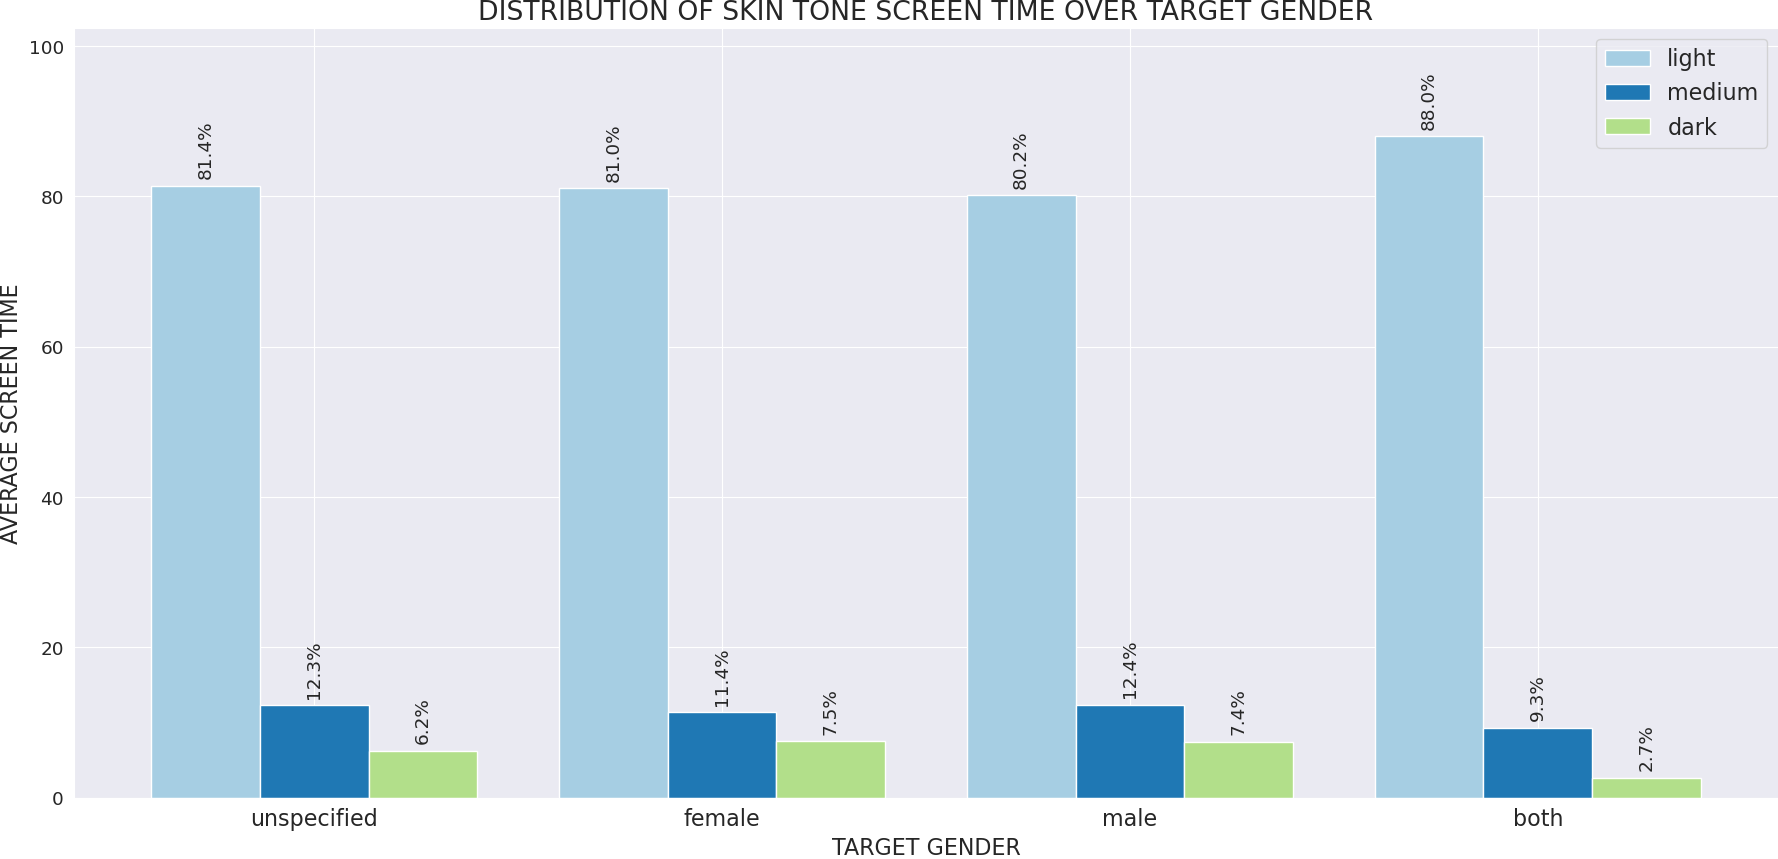 DISTRIBUTION OF SKIN TONE SCREEN TIME OVER TARGET GENDER
light
medium
dark
AVERAGE SCREEN TIME
100
80
60
40
20
0
81.4%
12.3%
6.2%
81.0%
11.4%
7.5%
80.2%
12.4%
7.4%
88.0%
9.3%
2.7%
unspecified
female
male
both
TARGET GENDER